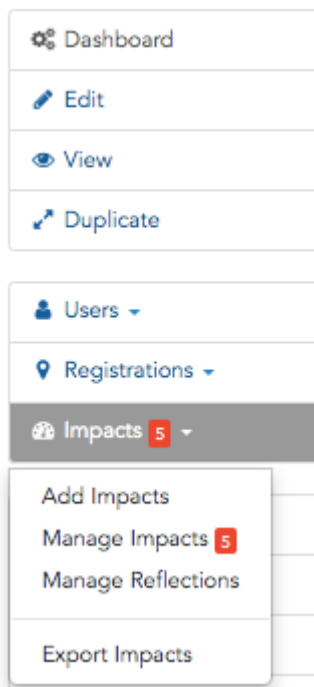 Dashboard
Edit
View
Duplicate
Users
Registrations
Impacts 5
Add Impacts
Manage Impacts 5
Manage Reflections
Export Impacts